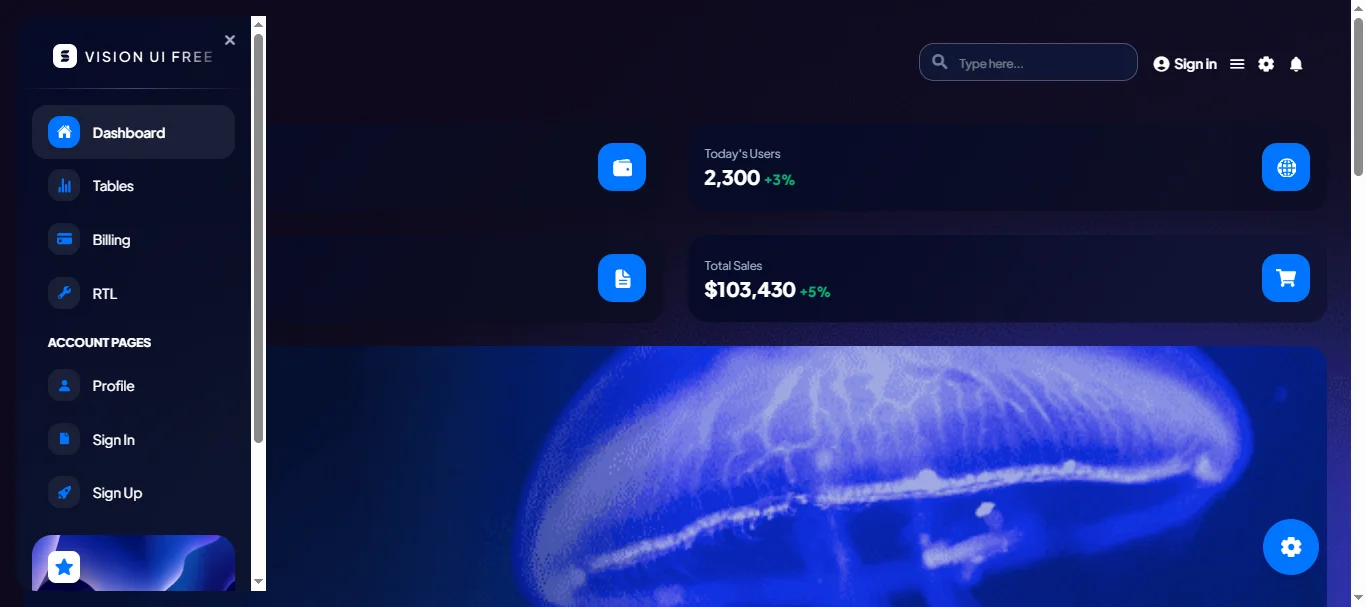 VISION UI FREE
Dashboard
Tables
Billing
RTL
ACCOUNT PAGES
Profile
Sign In
Sign Up
Type here...
Sign in
Today's Users
2,300 +3%
Total Sales
$103,430 +5%